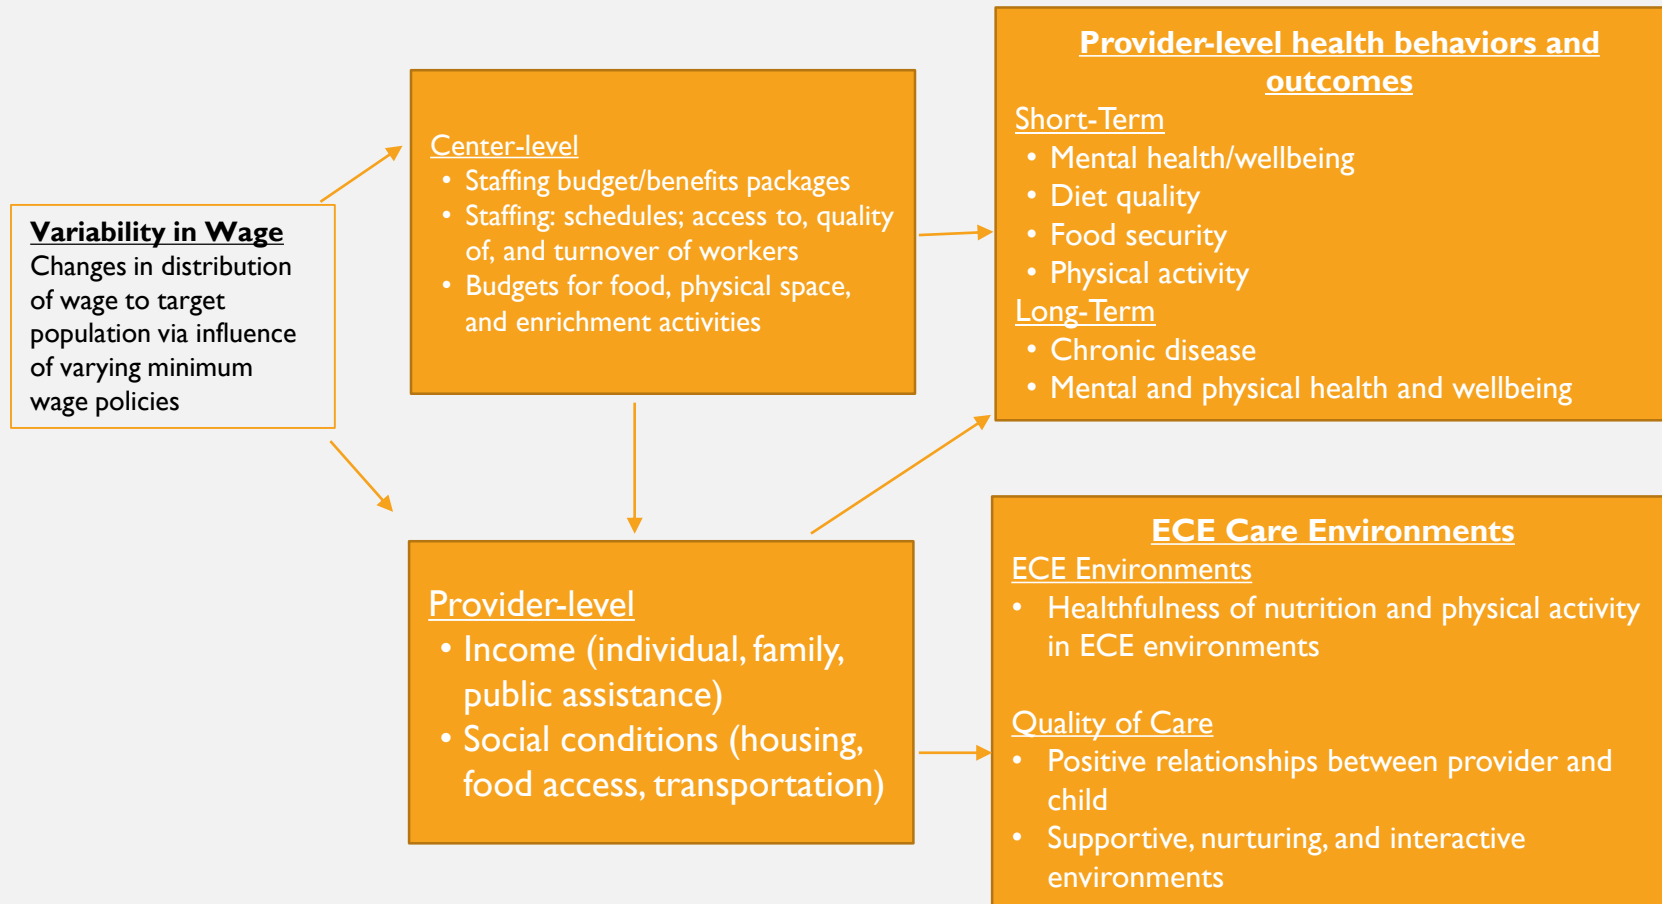 Variability in Wage
Changes in distribution
of wage to target
population via influence
of varying minimum
wage policies
Center-level
• Staffing budget/benefits packages
• Staffing: schedules; access to, quality
of, and turnover of workers
• Budgets for food, physical space,
and enrichment activities
Provider-level
• Income (individual, family,
public assistance)
• Social conditions (housing,
food access, transportation)
Provider-level health behaviors and
outcomes
Short-Term
• Mental health/wellbeing
• Diet quality
• Food security
• Physical activity
Long-Term
• Chronic disease
• Mental and physical health and wellbeing
ECE Care Environments
ECE Environments
• Healthfulness of nutrition and physical activity
in ECE environments
Quality of Care
• Positive relationships between provider and
child
• Supportive, nurturing, and interactive
environments